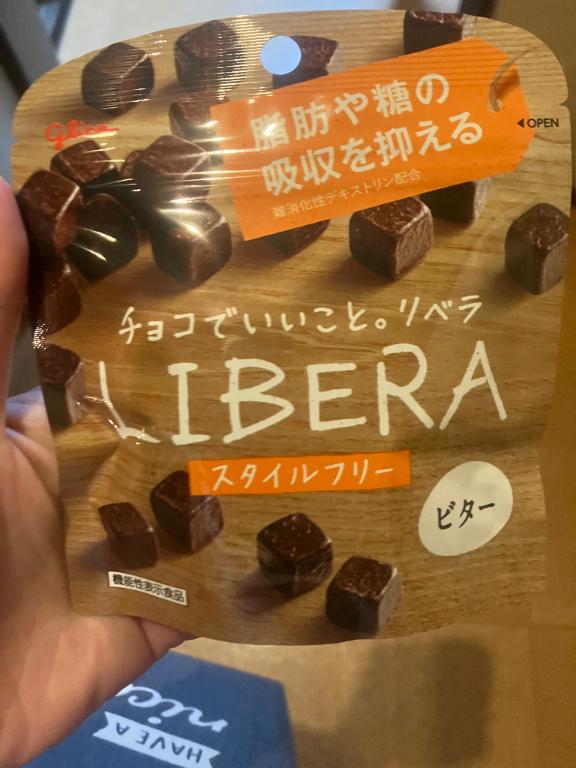 Glico
脂肪や糖の
吸収を抑える
難消化性デキストリン配合
◀OPEN
チョコでいいこと。リベラ
LIBERA
スタイルフリー
ビター
機能性表示食品
HAVE A
nic